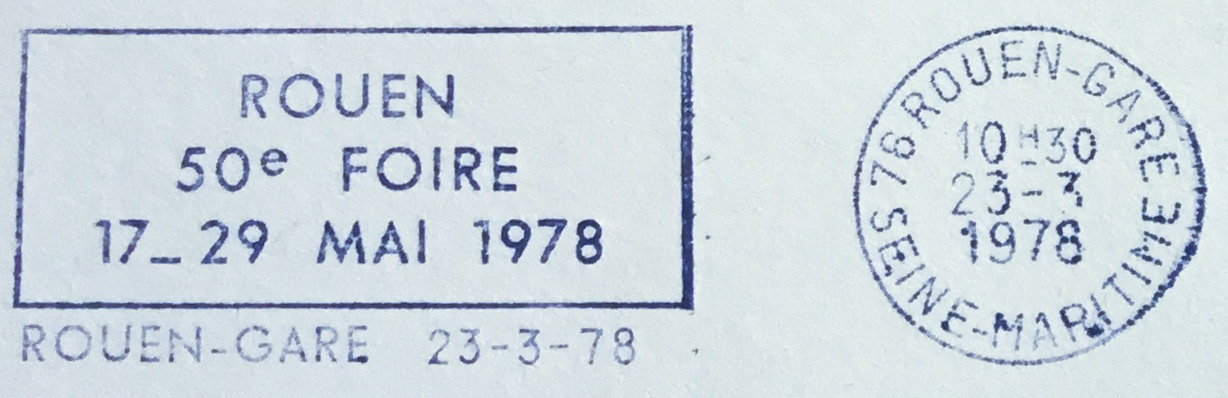 ROUEN
50e FOIRE
17_29 MAI 1978
ROUEN-GARE 23-3-78
76 ROUEN-GARE
10H30
23-3
1978
SEINE-MARITIME